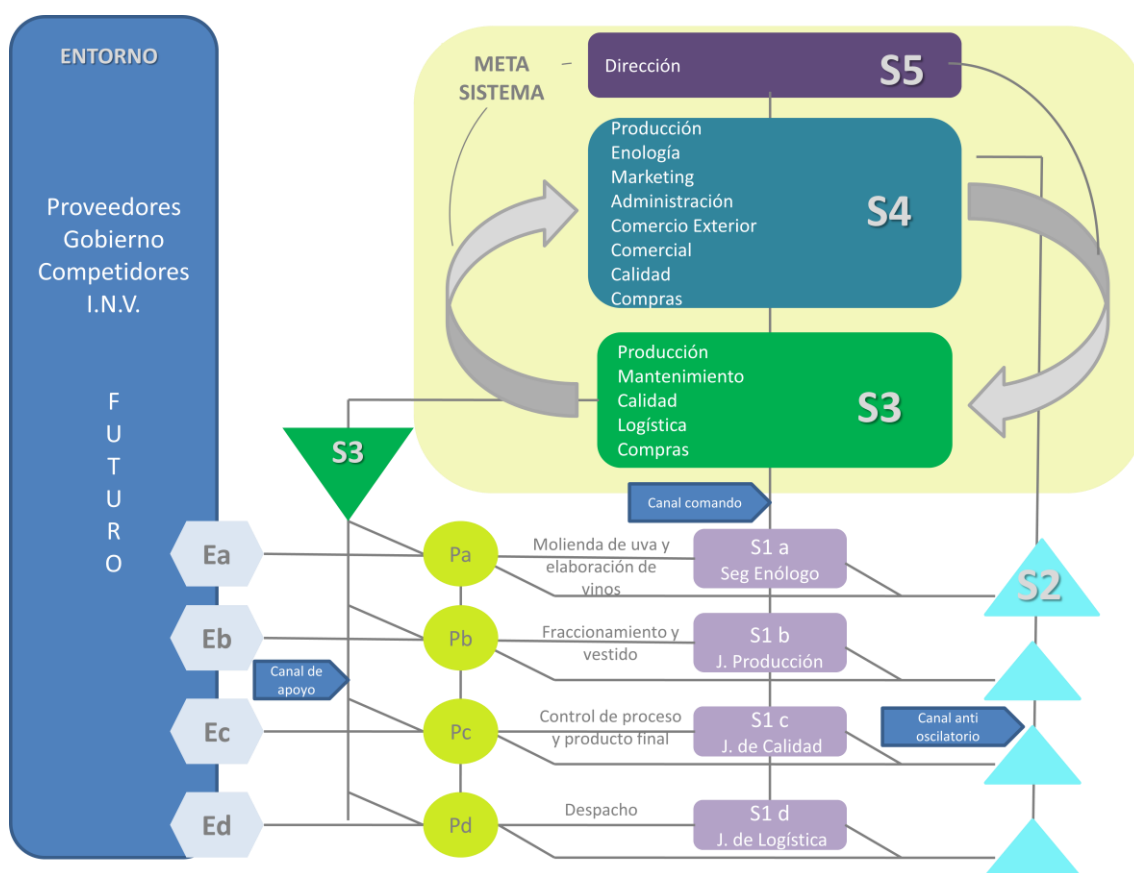 ENTORNO
Proveedores
Gobierno
Competidores
I.N.V.
F
U
T
U
R
O
META
SISTEMA
Dirección
S5
Producción
Enología
Marketing
Administración
Comercio Exterior
Comercial
Calidad
Compras
S4
Producción
Mantenimiento
Calidad
Logística
Compras
S3
S3
Canal comando
Ea
Pa
Molienda de uva y
elaboración de
vinos
S1 a
Seg Enólogo
S2
Eb
Pb
Fraccionamiento y
vestido
S1 b
J. Producción
Canal de
apoyo
Ec
Pc
Control de proceso
y producto final
S1 c
J. de Calidad
Canal anti
oscilatorio
Ed
Pd
Despacho
S1 d
J. de Logística